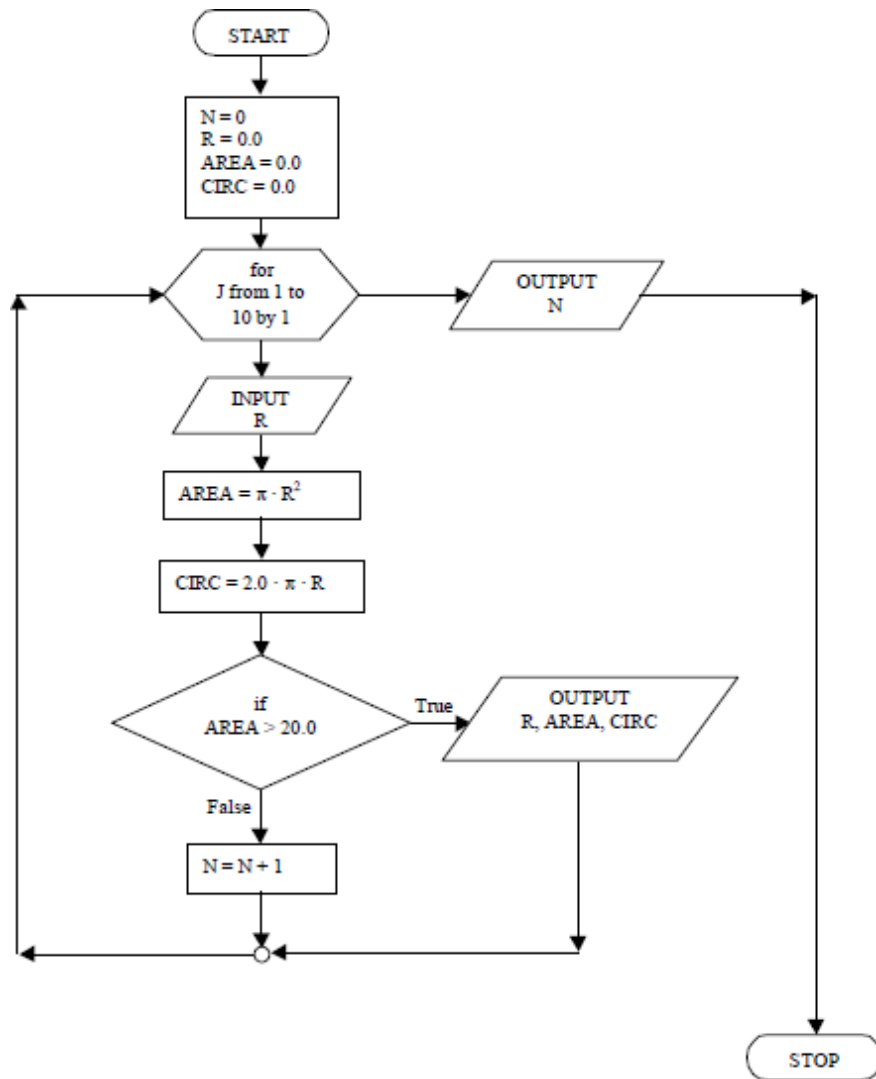 START
N = 0
R = 0.0
AREA = 0.0
CIRC = 0.0
for
J from 1 to
10 by 1
OUTPUT
N
INPUT
R
AREA = π · R²
CIRC = 2.0 · π · R
if
AREA > 20.0
True
OUTPUT
R, AREA, CIRC
False
N = N + 1
STOP